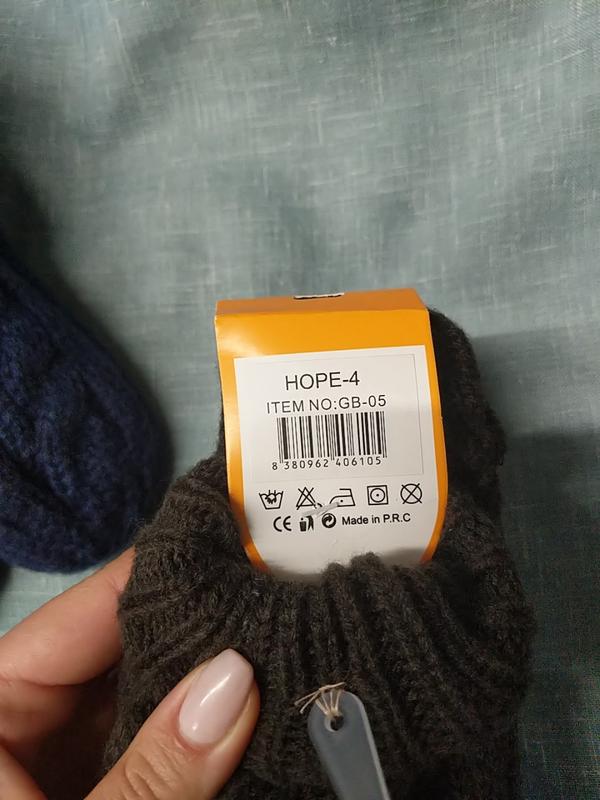 HOPE-4
ITEM NO:GB-05
8 380962 406105
CE Made in P.R.C